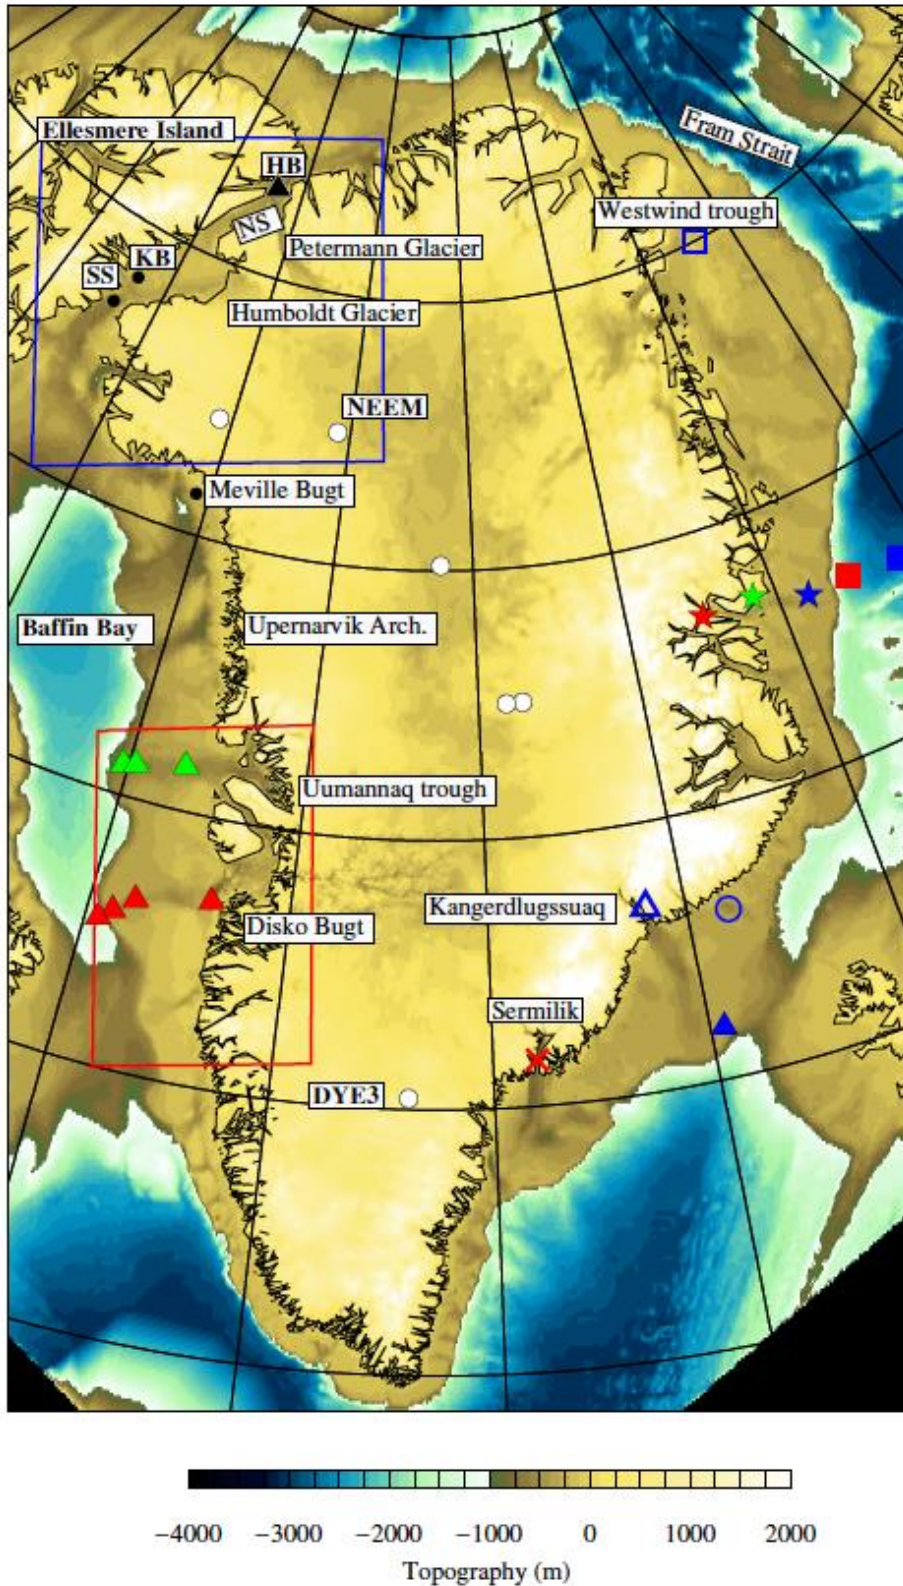 Fram Strait
Ellesmere Island
HB
Westwind trough
NS
Petermann Glacier
KB
SS
Humboldt Glacier
NEEM
Meville Bugt
Baffin Bay
Upernarvik Arch.
Uumannaq trough
Kangerdlugssuaq
Disko Bugt
Sermilik
DYE3
−4000 −3000 −2000 −1000 0 1000 2000
Topography (m)